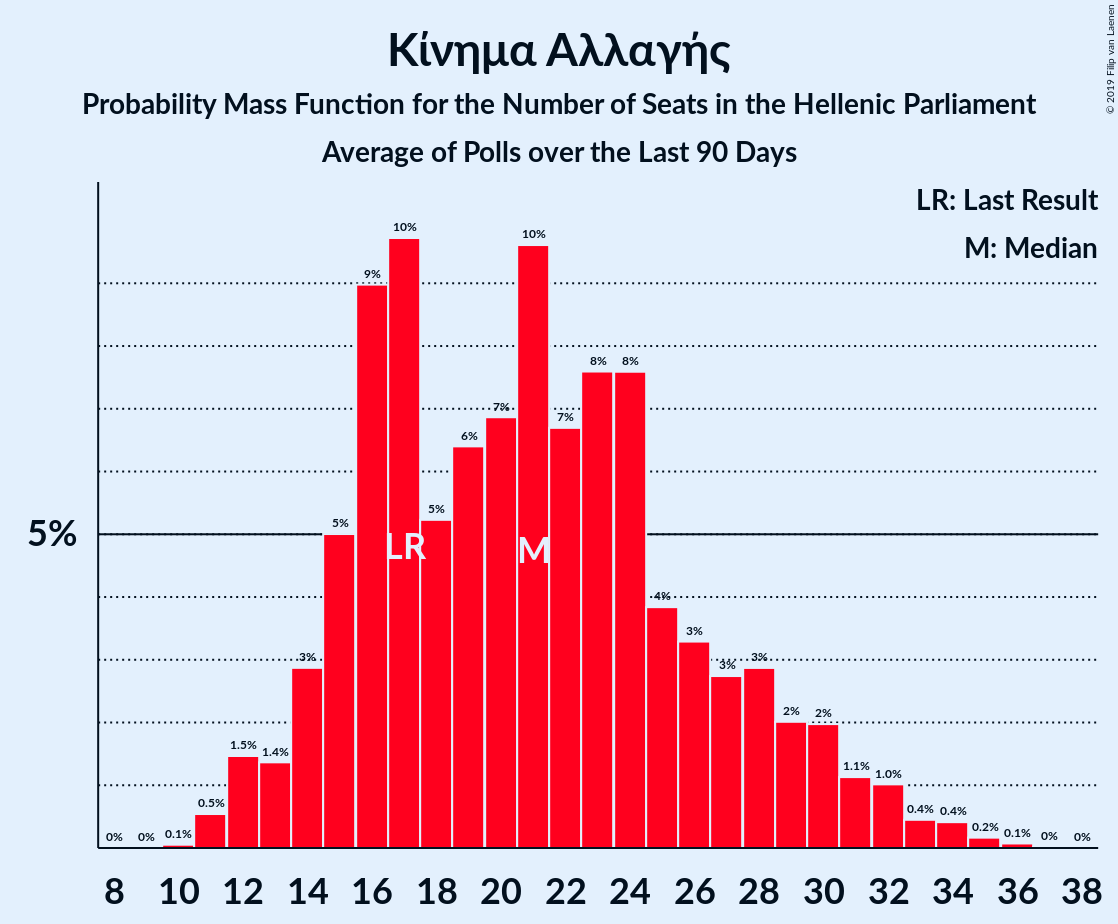 Κίνημα Αλλαγής
Probability Mass Function for the Number of Seats in the Hellenic Parliament
Average of Polls over the Last 90 Days
© 2019 Filip van Laenen
LR: Last Result
M: Median
5%
0% 0% 0.1% 0.5% 1.5% 1.4% 3% 5% 9% 10% 5% 6% 7% 10% 7% 8% 8% 4% 3% 3% 3% 2% 2% 1.1% 1.0% 0.4% 0.4% 0.2% 0.1% 0% 0%
LR M
8 10 12 14 16 18 20 22 24 26 28 30 32 34 36 38